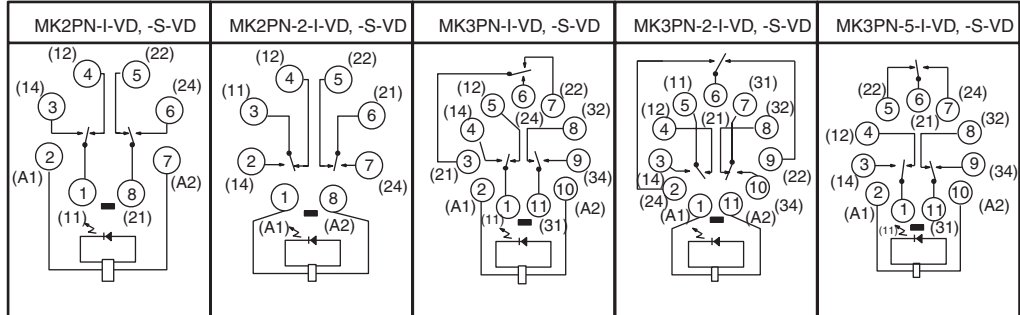 MK2PN-I-VD, -S-VD
(12) (22)
4 5
(14) (24)
3 6
2 7
(A1) (A2)
1 8
(11) (21)
MK2PN-2-I-VD, -S-VD
(12) (22)
4 5
(11) (21)
3 6
2 7
(14) (24)
1 8
(A1) (A2)
MK3PN-I-VD, -S-VD
(12) 6 (22)
5 7
(14) (24) (32)
4 8
3 9
(21) (34)
2 10
(A1) (A2)
1 11
(11) (31)
MK3PN-2-I-VD, -S-VD
(11) 6 (31)
5 7
(12) (21) (32)
4 8
3 9
(14) (22)
2 10
(24) (34)
1 11
(A1) (A2)
MK3PN-5-I-VD, -S-VD
(22) 6 (24)
5 7
(21)
(12) 4 8 (32)
3 9
(14) (34)
2 10
(A1) (A2)
1 11
(11) (31)